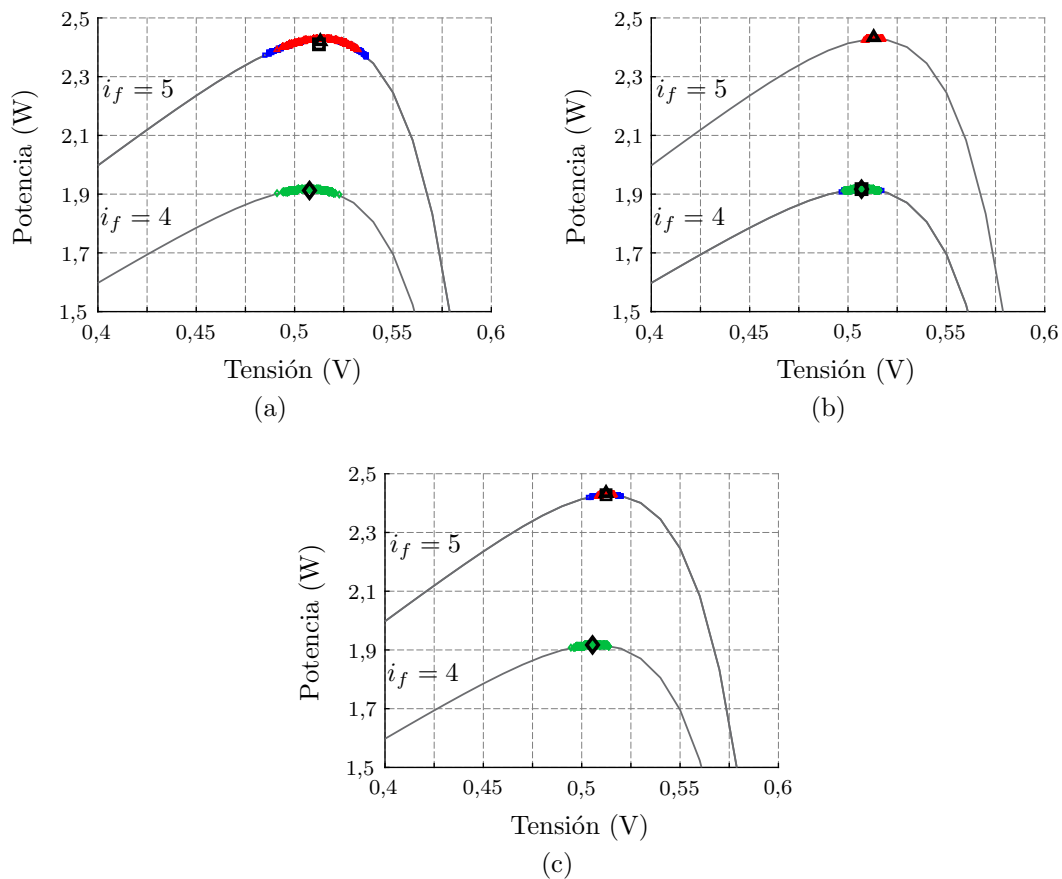 2,5
2,3
2,1
1,9
1,7
1,5
Potencia (W)
i_f = 5
i_f = 4
0,4
0,45
0,5
0,55
0,6
Tensión (V)
(a)
2,5
2,3
2,1
1,9
1,7
1,5
Potencia (W)
i_f = 5
i_f = 4
0,4
0,45
0,5
0,55
0,6
Tensión (V)
(b)
2,5
2,3
2,1
1,9
1,7
1,5
Potencia (W)
i_f = 5
i_f = 4
0,4
0,45
0,5
0,55
0,6
Tensión (V)
(c)